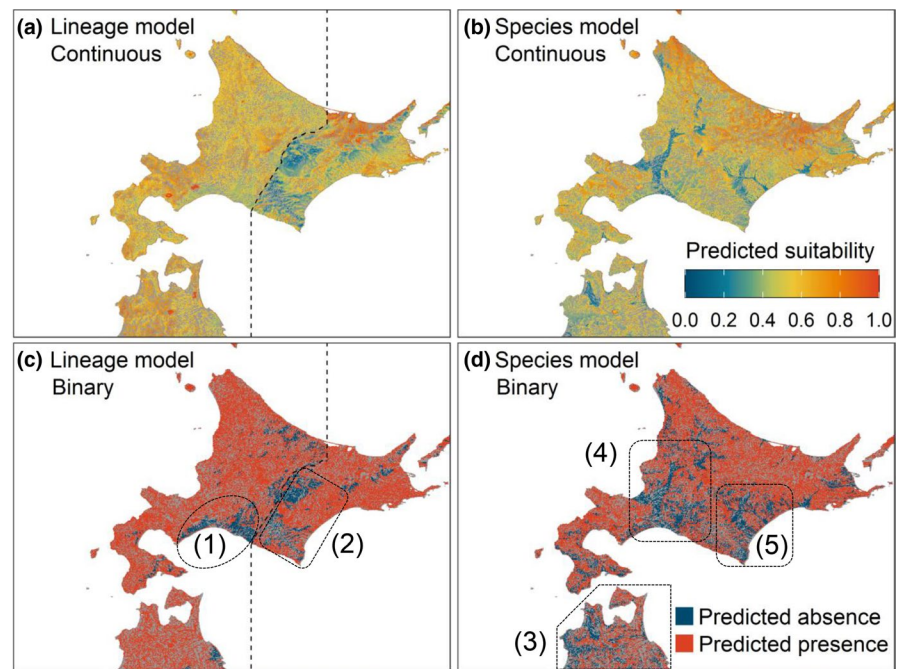 (a) Lineage model
Continuous
(b) Species model
Continuous
Predicted suitability
0.0 0.2 0.4 0.6 0.8 1.0
(c) Lineage model
Binary
(1)
(2)
(d) Species model
Binary
(4)
(5)
(3)
Predicted absence
Predicted presence